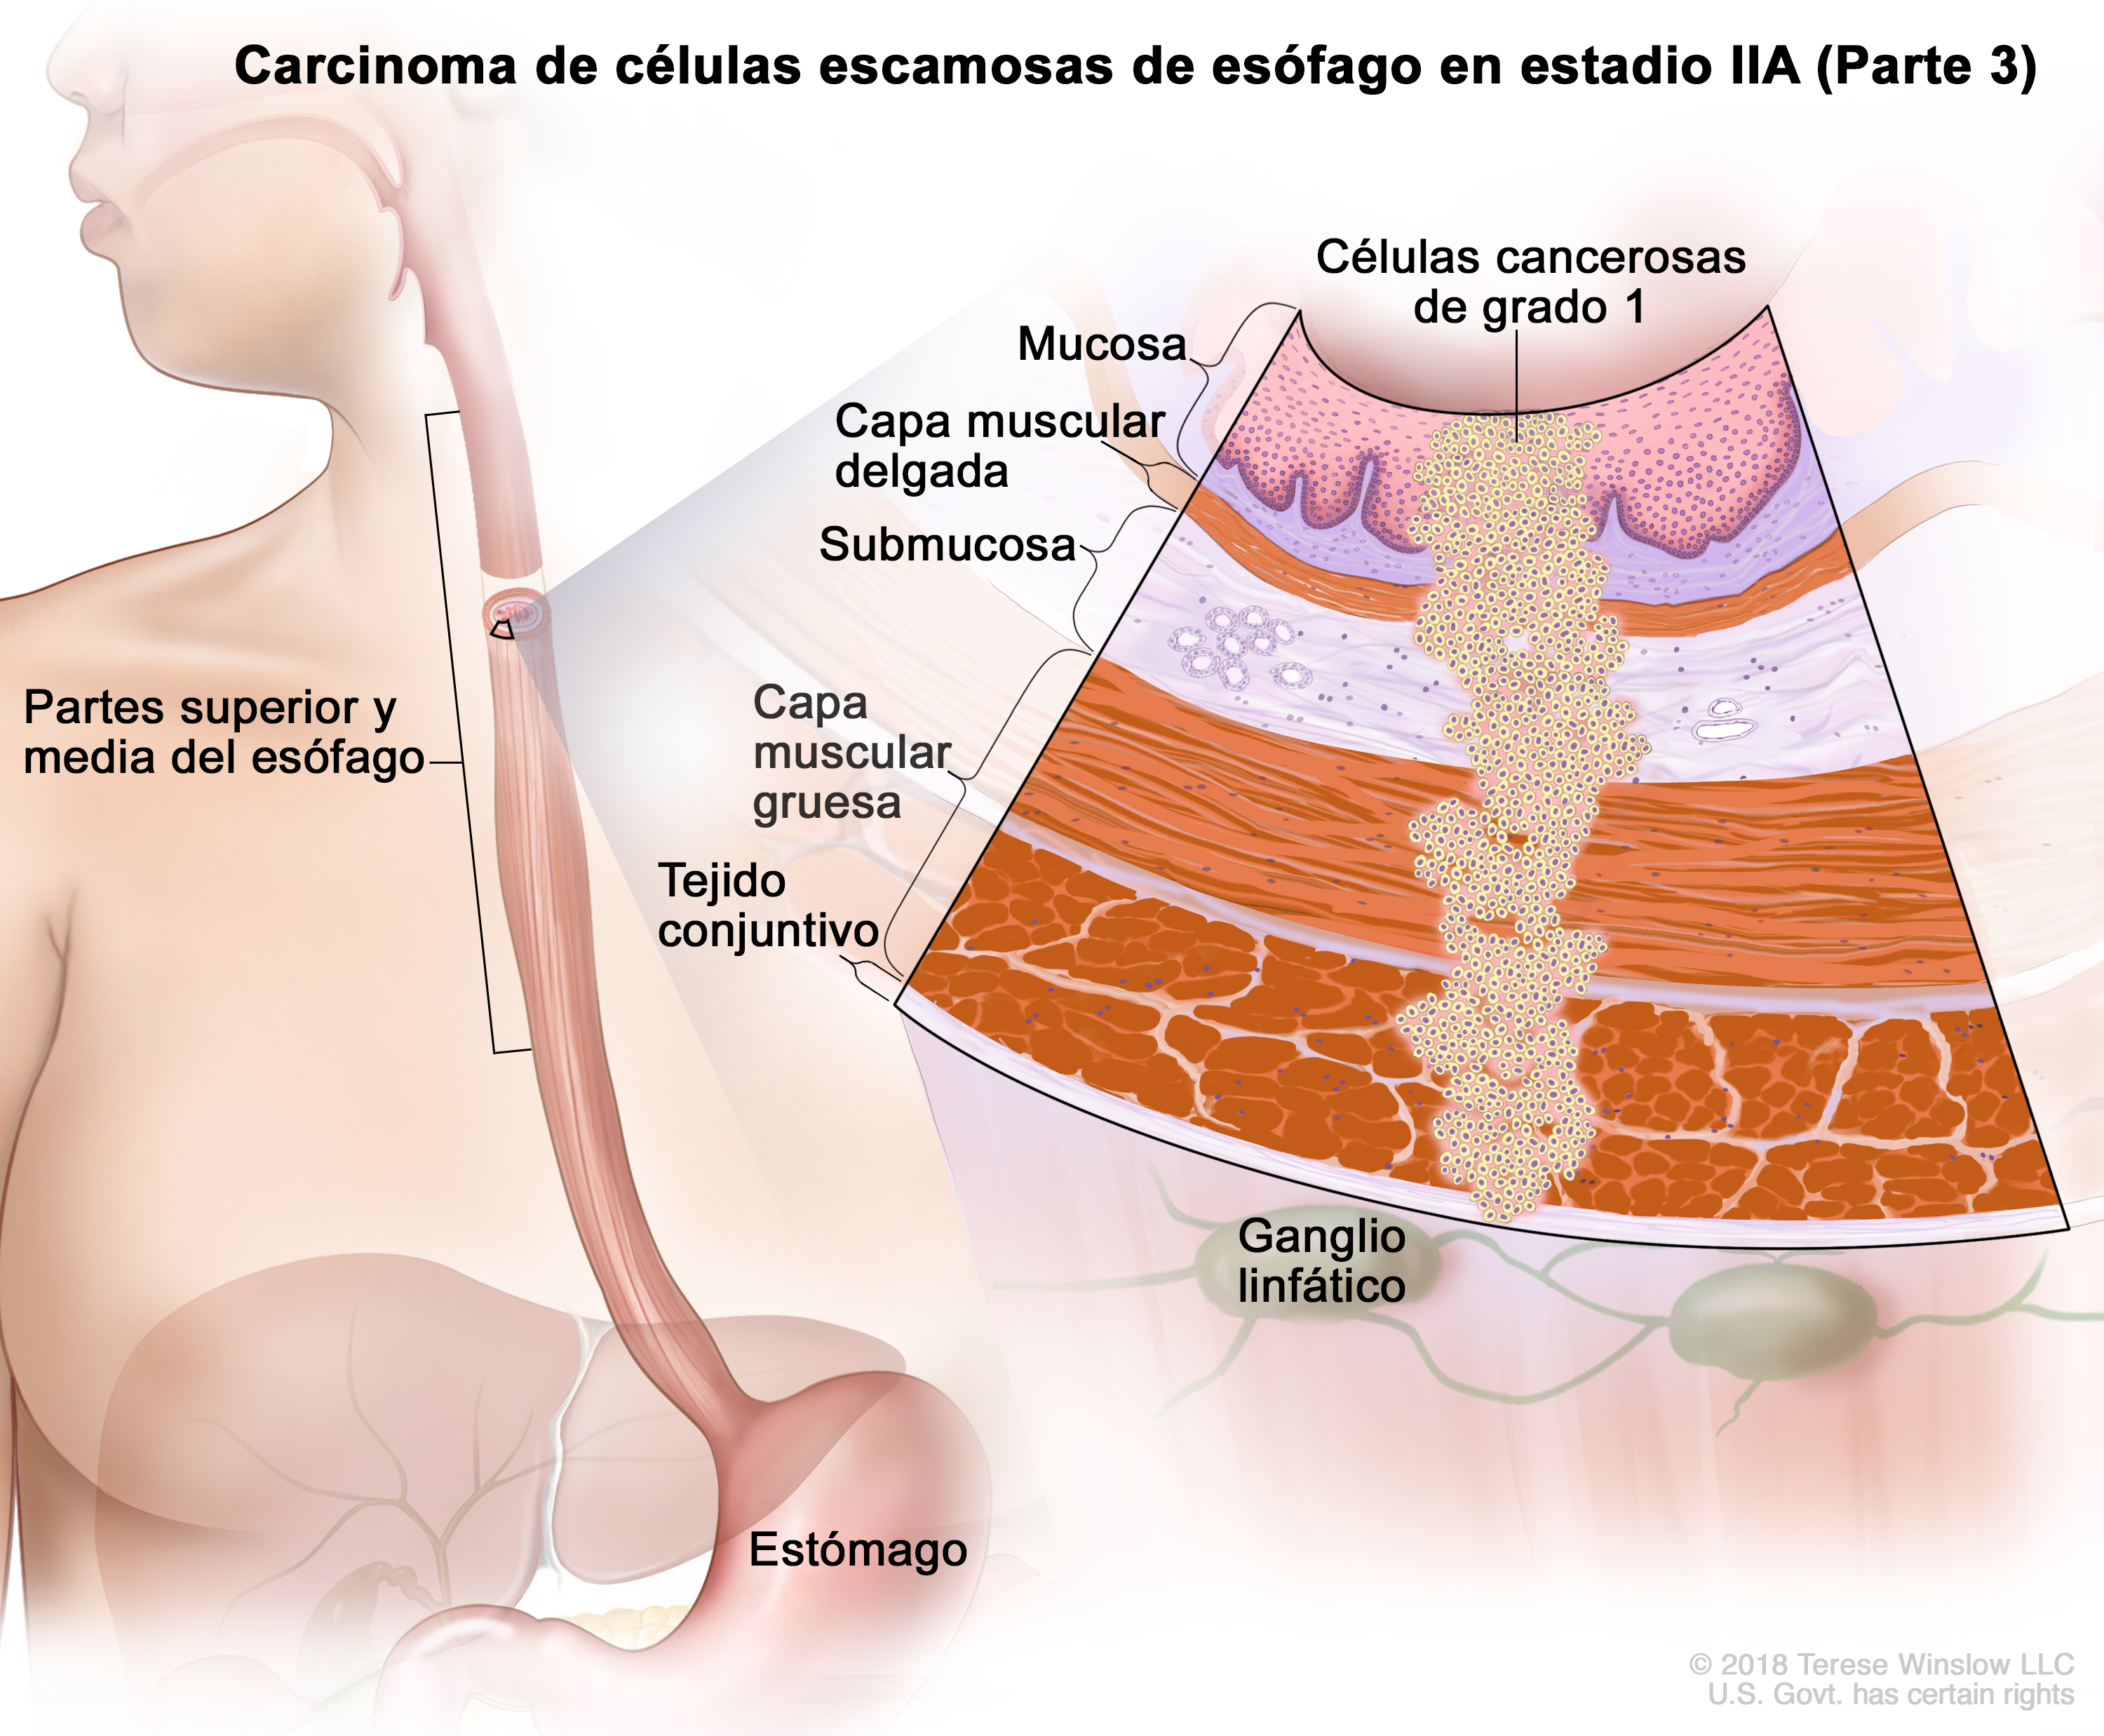 Carcinoma de células escamosas de esófago en estadio IIA (Parte 3)
Células cancerosas
de grado 1
Mucosa
Capa muscular
delgada
Submucosa
Capa
muscular
gruesa
Tejido
conjuntivo
Partes superior y
media del esófago
Ganglio
linfático
Estómago
© 2018 Terese Winslow LLC
U.S. Govt. has certain rights